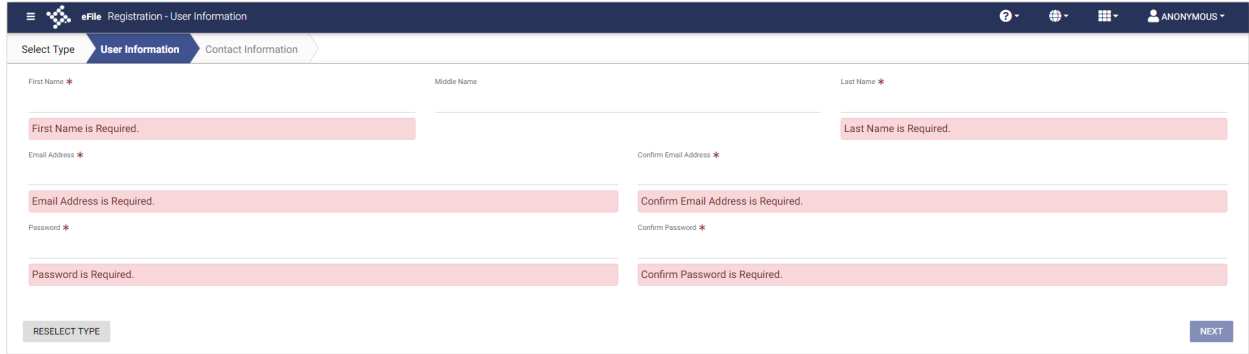 eFile Registration - User Information ANONYMOUS
Select Type User Information Contact Information
First Name * Middle Name Last Name *
First Name is Required. Last Name is Required.
Email Address * Confirm Email Address *
Email Address is Required. Confirm Email Address is Required.
Password * Confirm Password *
Password is Required. Confirm Password is Required.
RESELECT TYPE NEXT